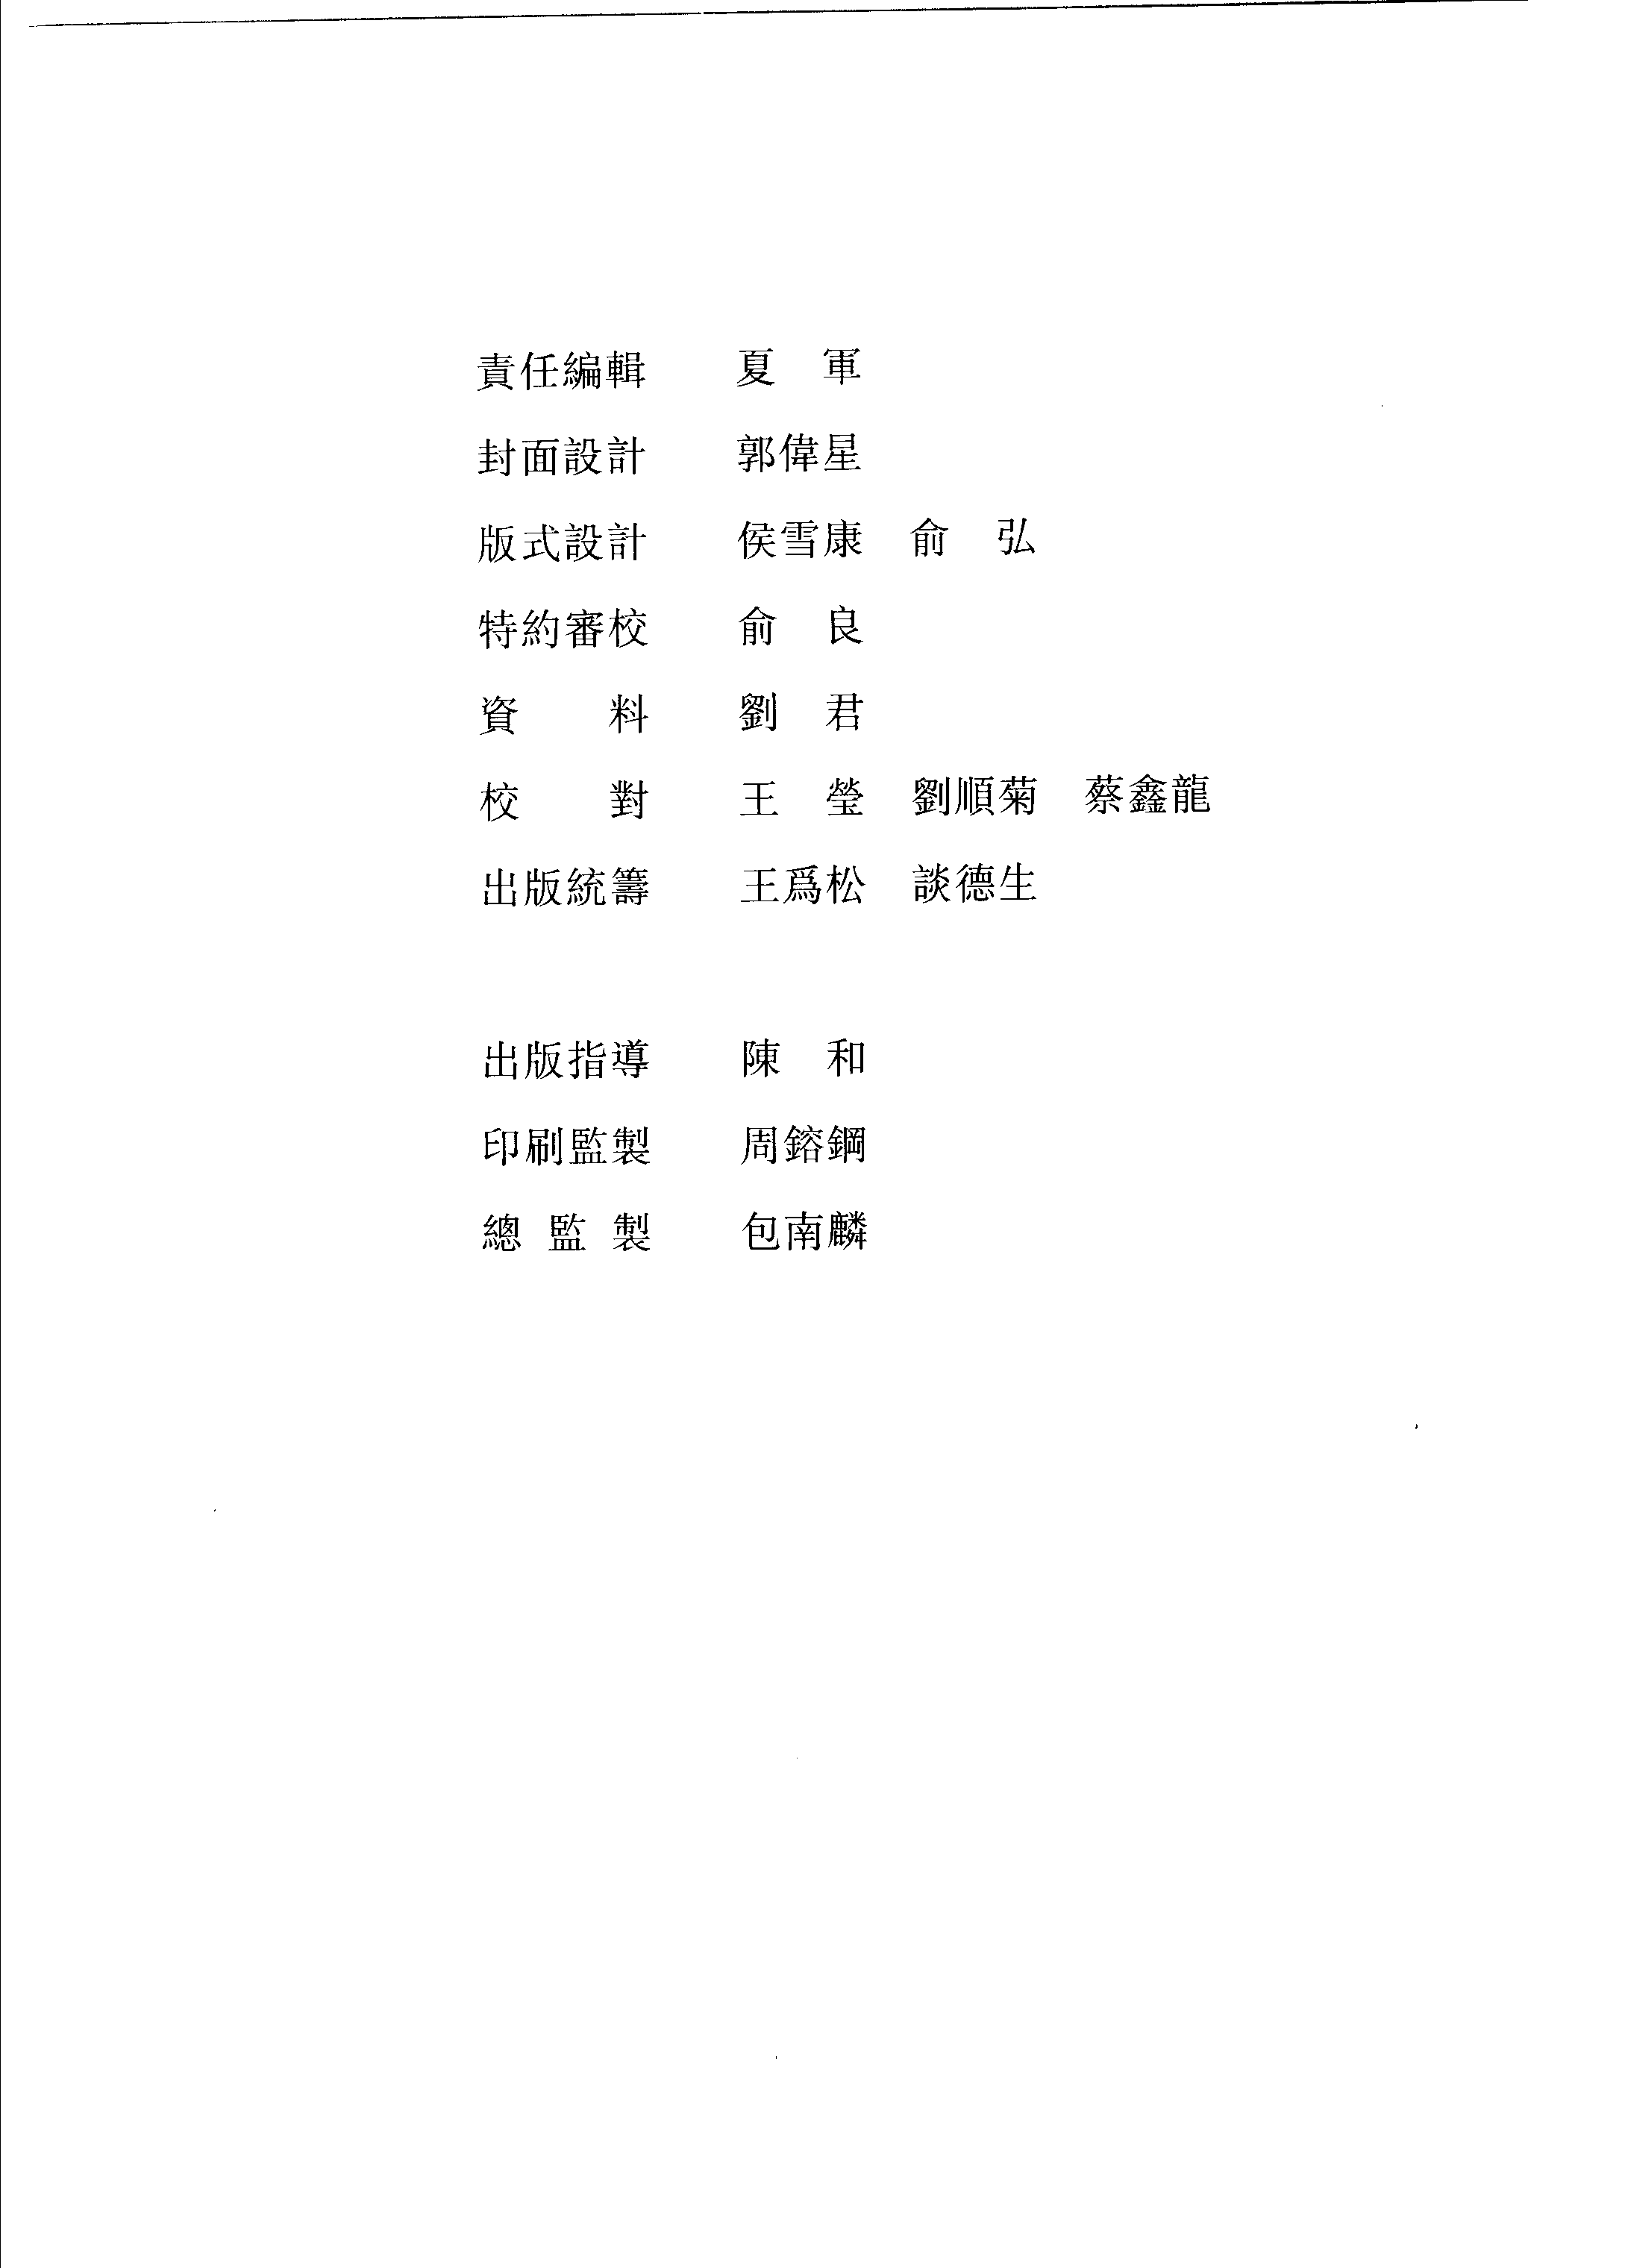 責任編輯　夏　軍
封面設計　郭偉星
版式設計　侯雪康　俞　弘
特約審校　俞　良
資　　料　劉　君
校　　對　王　瑩　劉順菊　蔡鑫龍
出版統籌　王爲松　談德生
出版指導　陳　和
印刷監製　周鎔鋼
總 監 製　包南麟